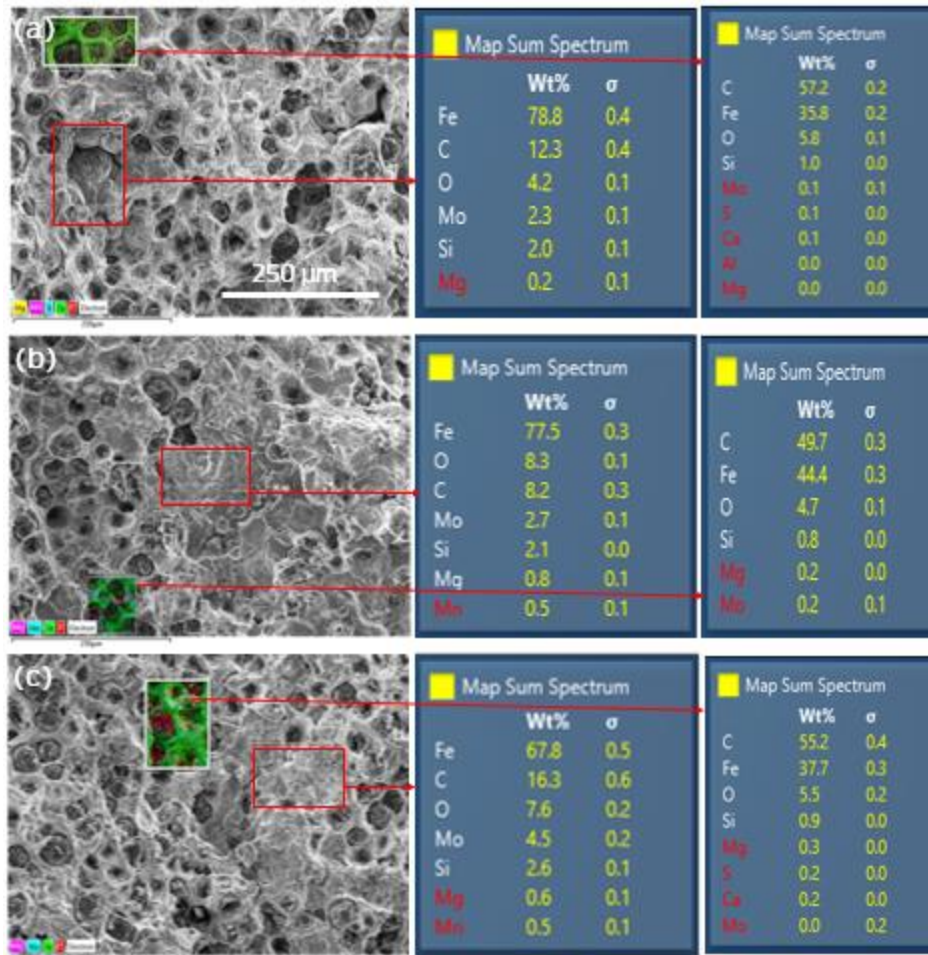 (a)
250 µm
Map Sum Spectrum
Wt% σ
Fe 78.8 0.4
C 12.3 0.4
O 4.2 0.1
Mo 2.3 0.1
Si 2.0 0.1
Mg 0.2 0.1
Map Sum Spectrum
Wt% σ
C 57.2 0.2
Fe 35.8 0.2
O 5.8 0.1
Si 1.0 0.0
Mo 0.1 0.1
S 0.1 0.0
Ca 0.1 0.0
Al 0.0 0.0
Mg 0.0 0.0
(b)
Map Sum Spectrum
Wt% σ
Fe 77.5 0.3
O 8.3 0.1
C 8.2 0.3
Mo 2.7 0.1
Si 2.1 0.0
Mg 0.8 0.1
Mn 0.5 0.1
Map Sum Spectrum
Wt% σ
C 49.7 0.3
Fe 44.4 0.3
O 4.7 0.1
Si 0.8 0.0
Mg 0.2 0.0
Mo 0.2 0.1
(c)
Map Sum Spectrum
Wt% σ
Fe 67.8 0.5
C 16.3 0.6
O 7.6 0.2
Mo 4.5 0.2
Si 2.6 0.1
Mg 0.6 0.1
Mn 0.5 0.1
Map Sum Spectrum
Wt% σ
C 55.2 0.4
Fe 37.7 0.3
O 5.5 0.2
Si 0.9 0.0
Mg 0.3 0.0
S 0.2 0.0
Ca 0.2 0.0
Mo 0.0 0.2